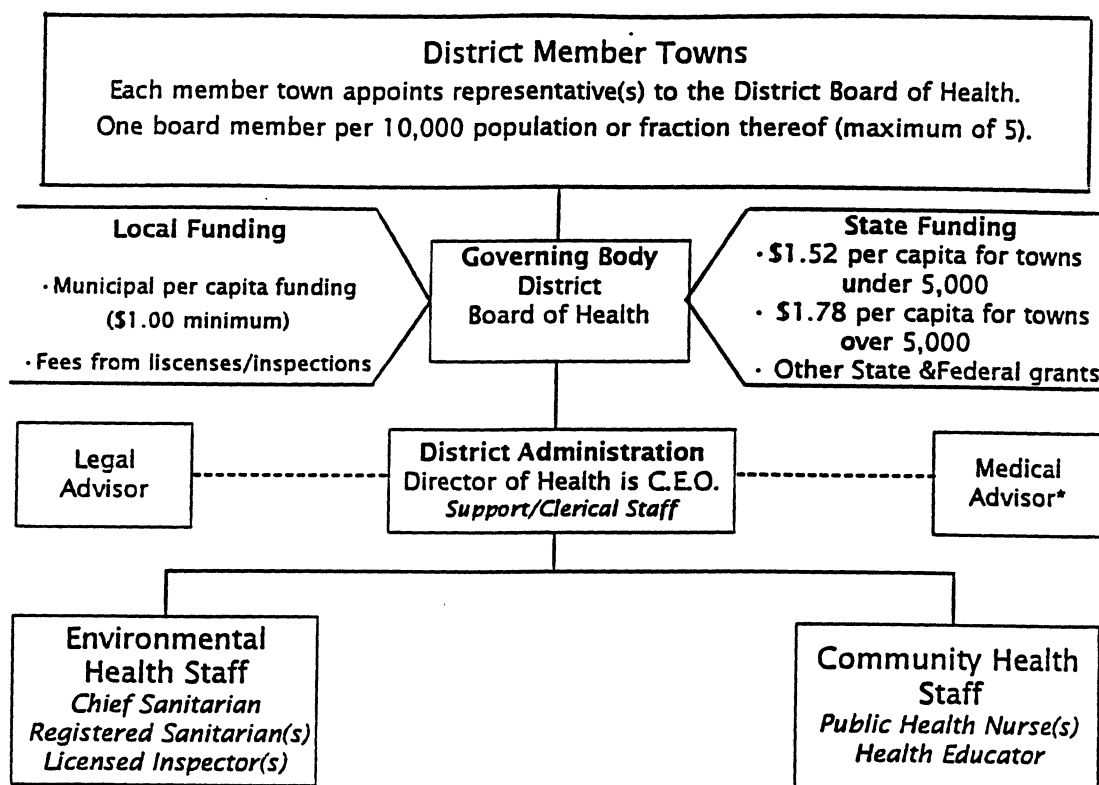 District Member Towns
Each member town appoints representative(s) to the District Board of Health.
One board member per 10,000 population or fraction thereof (maximum of 5).
Local Funding
· Municipal per capita funding
($1.00 minimum)
· Fees from liscenses/inspections
Governing Body
District
Board of Health
State Funding
· $1.52 per capita for towns
under 5,000
· $1.78 per capita for towns
over 5,000
· Other State &Federal grants
Legal
Advisor
District Administration
Director of Health is C.E.O.
Support/Clerical Staff
Medical
Advisor*
Environmental
Health Staff
Chief Sanitarian
Registered Sanitarian(s)
Licensed Inspector(s)
Community Health
Staff
Public Health Nurse(s)
Health Educator